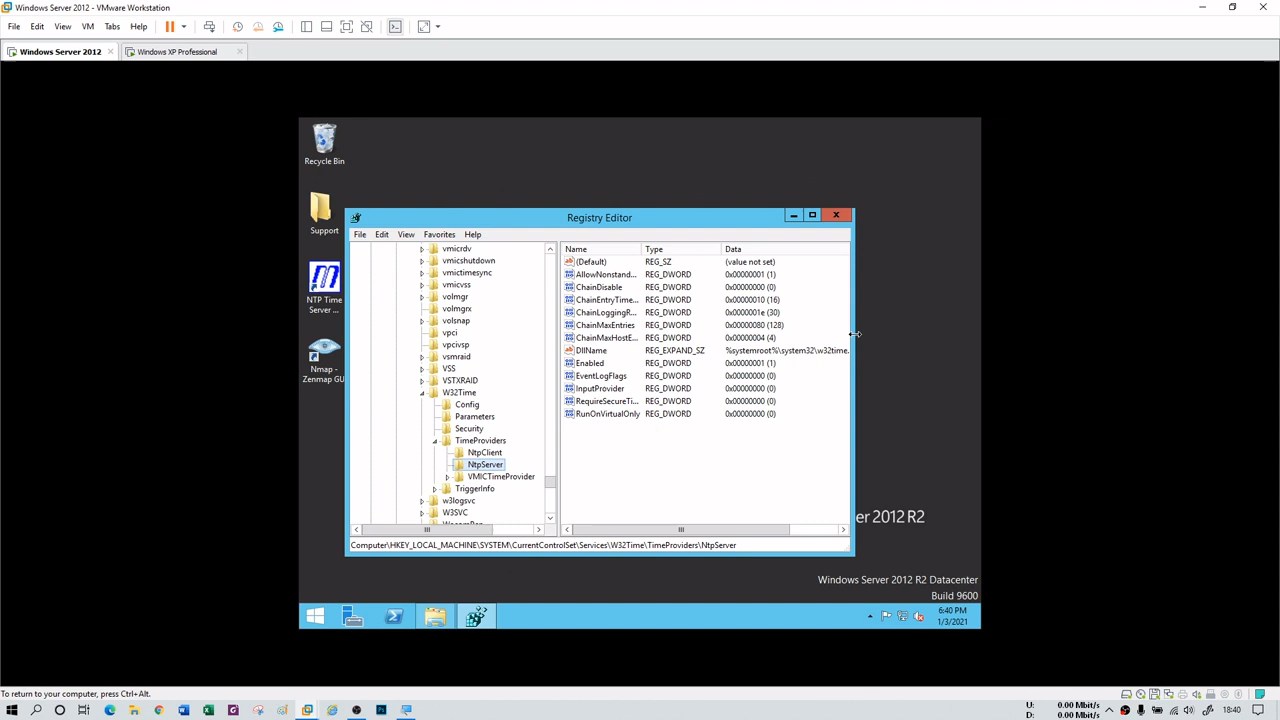 Windows Server 2012 - VMware Workstation
File Edit View VM Tabs Help
Windows Server 2012
Windows XP Professional
Recycle Bin
Support
NTP Time
Server ...
Nmap -
Zenmap GUI
Registry Editor
File Edit View Favorites Help
vmicrdv
vmicshutdown
vmictimesync
vmicvss
volmgr
volmgrx
volsnap
vpci
vpcivsp
vsmraid
VSS
VSTXRAID
W32Time
Config
Parameters
Security
TimeProviders
NtpClient
NtpServer
VMICTimeProvider
TriggerInfo
w3logsvc
W3SVC
Name Type Data
(Default) REG_SZ (value not set)
AllowNonstand... REG_DWORD 0x00000001 (1)
ChainDisable REG_DWORD 0x00000000 (0)
ChainEntryTime... REG_DWORD 0x00000010 (16)
ChainLoggingR... REG_DWORD 0x0000001e (30)
ChainMaxEntries REG_DWORD 0x00000080 (128)
ChainMaxHostE... REG_DWORD 0x00000004 (4)
DllName REG_EXPAND_SZ %systemroot%\system32\w32time.
Enabled REG_DWORD 0x00000001 (1)
EventLogFlags REG_DWORD 0x00000000 (0)
InputProvider REG_DWORD 0x00000000 (0)
RequireSecureTi... REG_DWORD 0x00000000 (0)
RunOnVirtualOnly REG_DWORD 0x00000000 (0)
Computer\HKEY_LOCAL_MACHINE\SYSTEM\CurrentControlSet\Services\W32Time\TimeProviders\NtpServer
er 2012 R2
Windows Server 2012 R2 Datacenter
Build 9600
6:40 PM
1/3/2021
To return to your computer, press Ctrl+Alt.
U: 0.00 Mbit/s
D: 0.00 Mbit/s
18:40